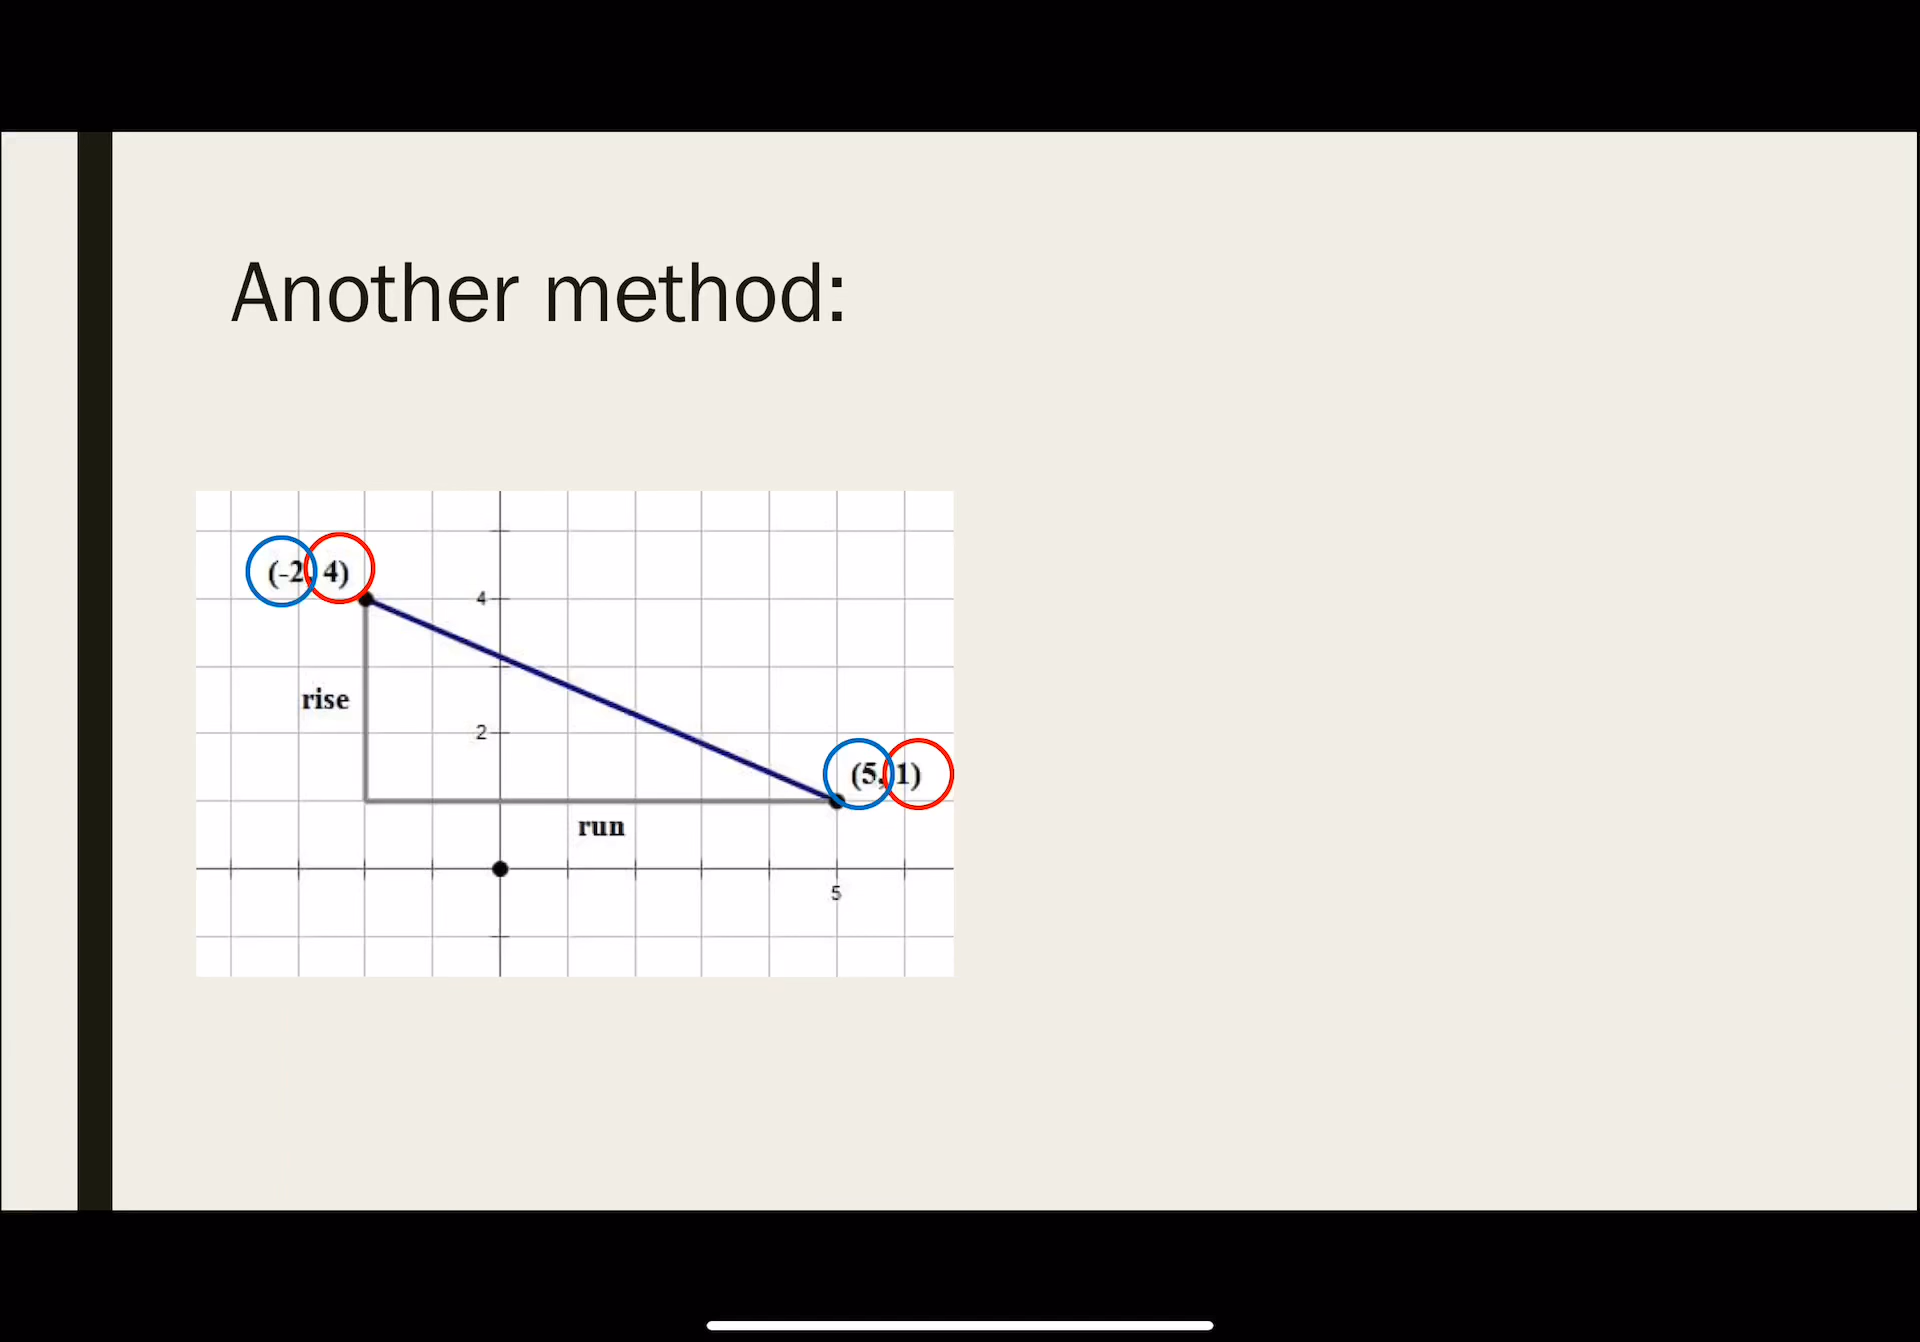 Another method:
(-2, 4)
4
rise
2
(5, 1)
run
5